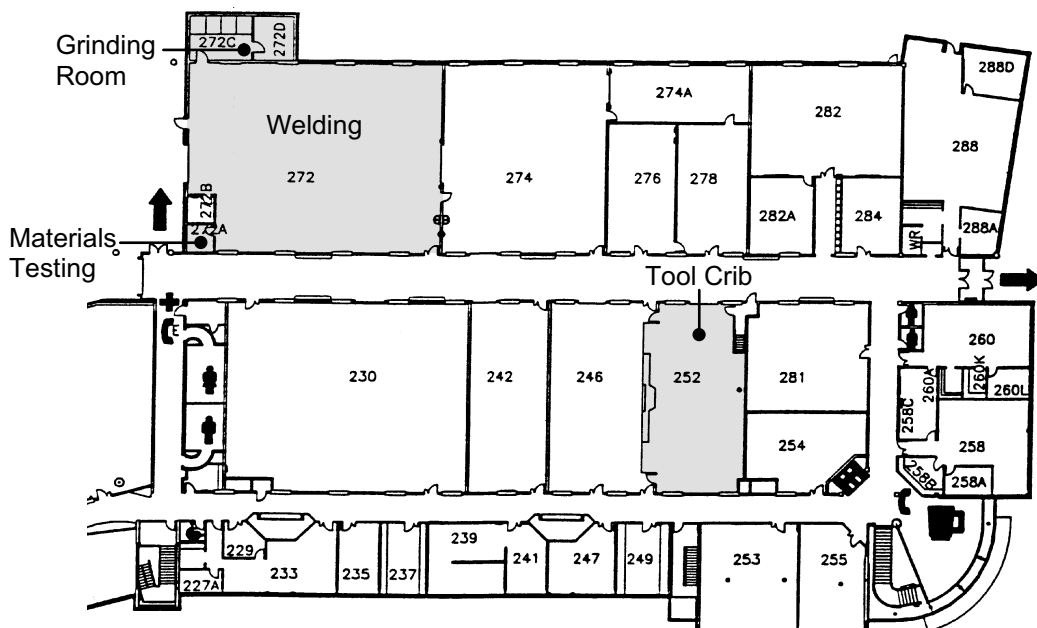 Grinding
Room
272C
272D
274A
288D
282
Welding
288
272
274
276
278
272B
282A
284
272A
WR
288A
Materials
Testing
Tool Crib
E
260
230
242
246
252
281
260A
260K
260L
258C
254
258
258B
258A
239
229
233
235
237
241
247
249
253
255
227A